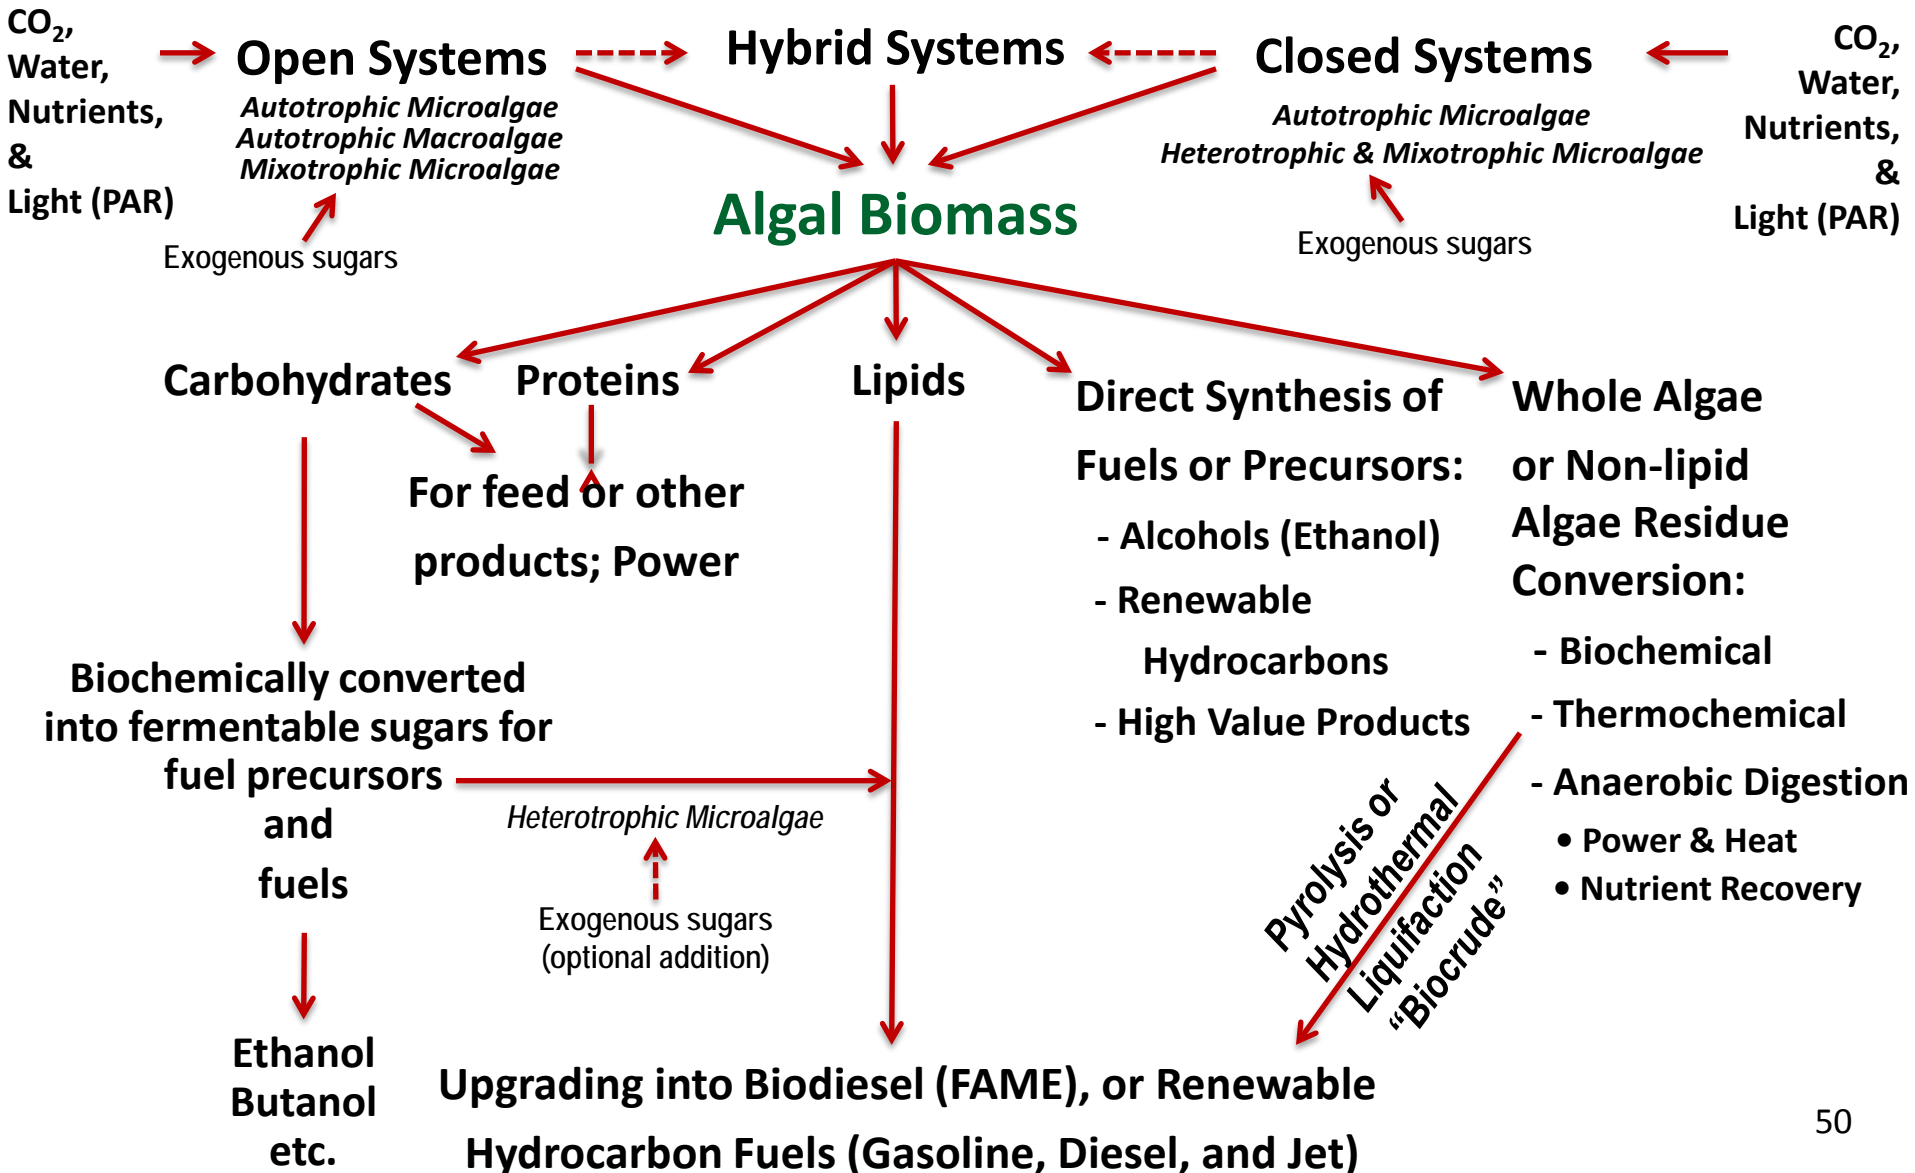 CO2,
Water,
Nutrients,
&
Light (PAR)
Open Systems
Autotrophic Microalgae
Autotrophic Macroalgae
Mixotrophic Microalgae
Exogenous sugars
Hybrid Systems
Closed Systems
Autotrophic Microalgae
Heterotrophic & Mixotrophic Microalgae
Exogenous sugars
CO2,
Water,
Nutrients,
&
Light (PAR)
Algal Biomass
Carbohydrates
Proteins
Lipids
For feed or other
products; Power
Direct Synthesis of
Fuels or Precursors:
- Alcohols (Ethanol)
- Renewable
Hydrocarbons
- High Value Products
Whole Algae
or Non-lipid
Algae Residue
Conversion:
- Biochemical
- Thermochemical
- Anaerobic Digestion
• Power & Heat
• Nutrient Recovery
Biochemically converted
into fermentable sugars for
fuel precursors
and
fuels
Heterotrophic Microalgae
Exogenous sugars
(optional addition)
Pyrolysis or
Hydrothermal
Liquifaction
“Biocrude”
Ethanol
Butanol
etc.
Upgrading into Biodiesel (FAME), or Renewable
Hydrocarbon Fuels (Gasoline, Diesel, and Jet)
50